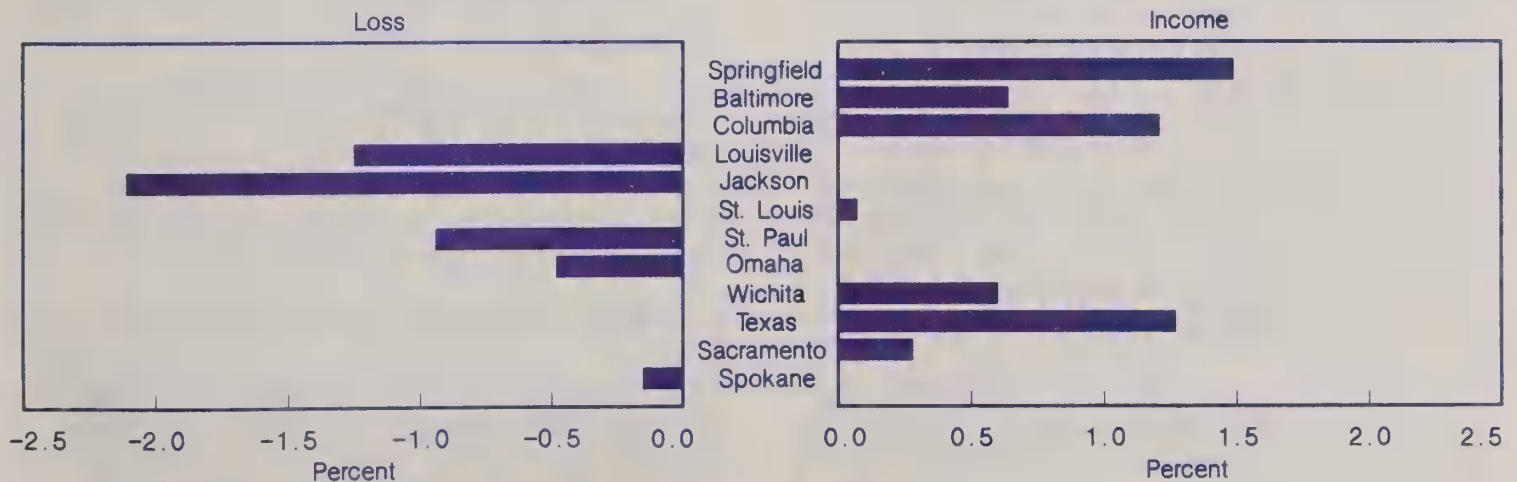 Loss
Income
Springfield
Baltimore
Columbia
Louisville
Jackson
St. Louis
St. Paul
Omaha
Wichita
Texas
Sacramento
Spokane
-2.5 -2.0 -1.5 -1.0 -0.5 0.0
Percent
0.0 0.5 1.0 1.5 2.0 2.5
Percent